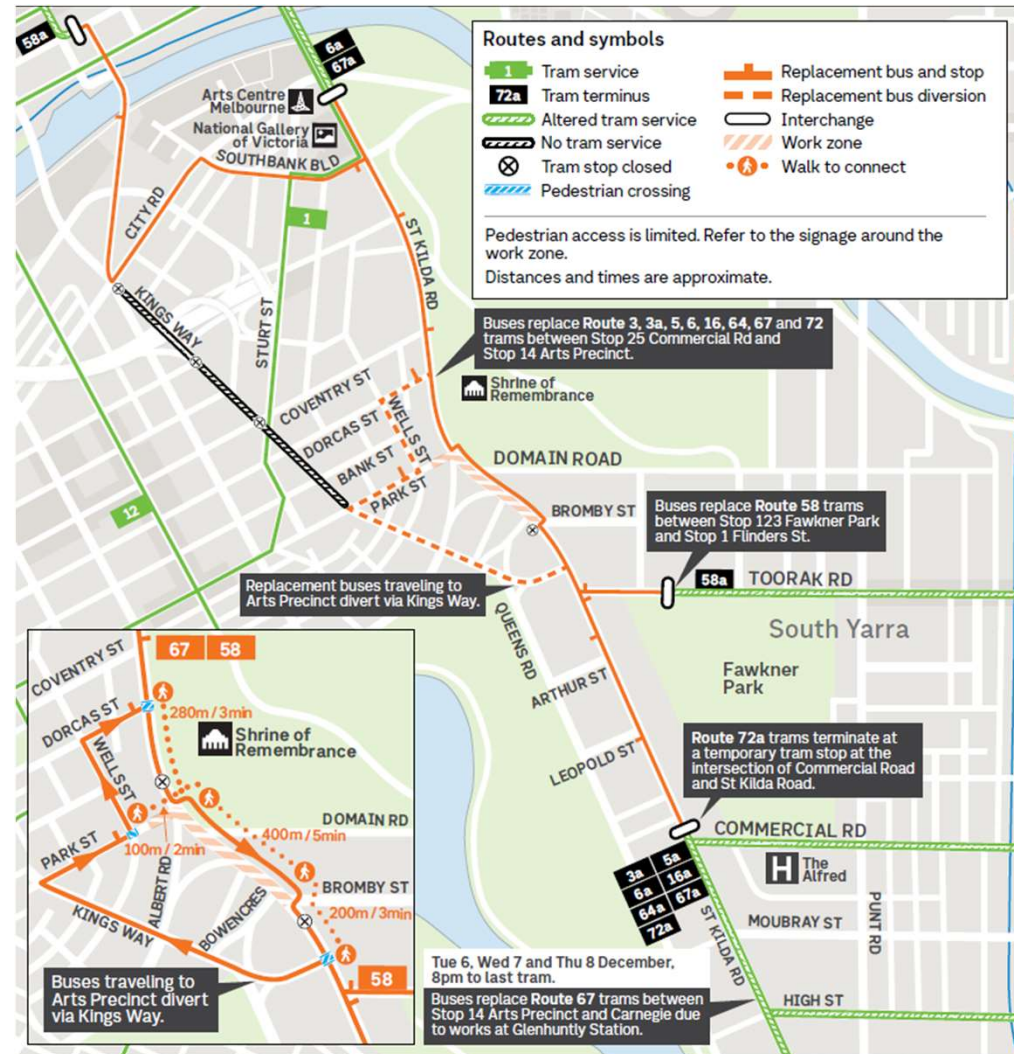 58a
6a
67a
Arts Centre
Melbourne
National Gallery
of Victoria
SOUTHBANK BLD
CITY RD
1
ST KILDA RD
KINGS WAY
STURT ST
COVENTRY ST
DORCAS ST
WELLS ST
BANK ST
PARK ST
12
Shrine of
Remembrance
DOMAIN ROAD
BROMBY ST
58a
TOORAK RD
South Yarra
Fawkner
Park
QUEENS RD
ARTHUR ST
LEOPOLD ST
COMMERCIAL RD
H
The
Alfred
MOUBRAY ST
PUNT RD
ST KILDA RD
HIGH ST
3a
5a
6a
16a
64a
67a
72a
Routes and symbols
1
Tram service
72a
Tram terminus
Altered tram service
No tram service
Tram stop closed
Pedestrian crossing
Replacement bus and stop
Replacement bus diversion
Interchange
Work zone
Walk to connect
Pedestrian access is limited. Refer to the signage around the
work zone.
Distances and times are approximate.
Buses replace Route 3, 3a, 5, 6, 16, 64, 67 and 72
trams between Stop 25 Commercial Rd and
Stop 14 Arts Precinct.
Buses replace Route 58 trams
between Stop 123 Fawkner Park
and Stop 1 Flinders St.
Replacement buses traveling to
Arts Precinct divert via Kings Way.
Route 72a trams terminate at
a temporary tram stop at the
intersection of Commercial Road
and St Kilda Road.
Tue 6, Wed 7 and Thu 8 December,
8pm to last tram.
Buses replace Route 67 trams between
Stop 14 Arts Precinct and Carnegie due
to works at Glenhuntly Station.
COVENTRY ST
67
58
DORCAS ST
280m / 3min
Shrine of
Remembrance
WELLS ST
DOMAIN RD
400m / 5min
PARK ST
100m / 2min
ALBERT RD
BROMBY ST
BOWEN CRES
200m / 3min
KINGS WAY
58
Buses traveling to
Arts Precinct divert
via Kings Way.